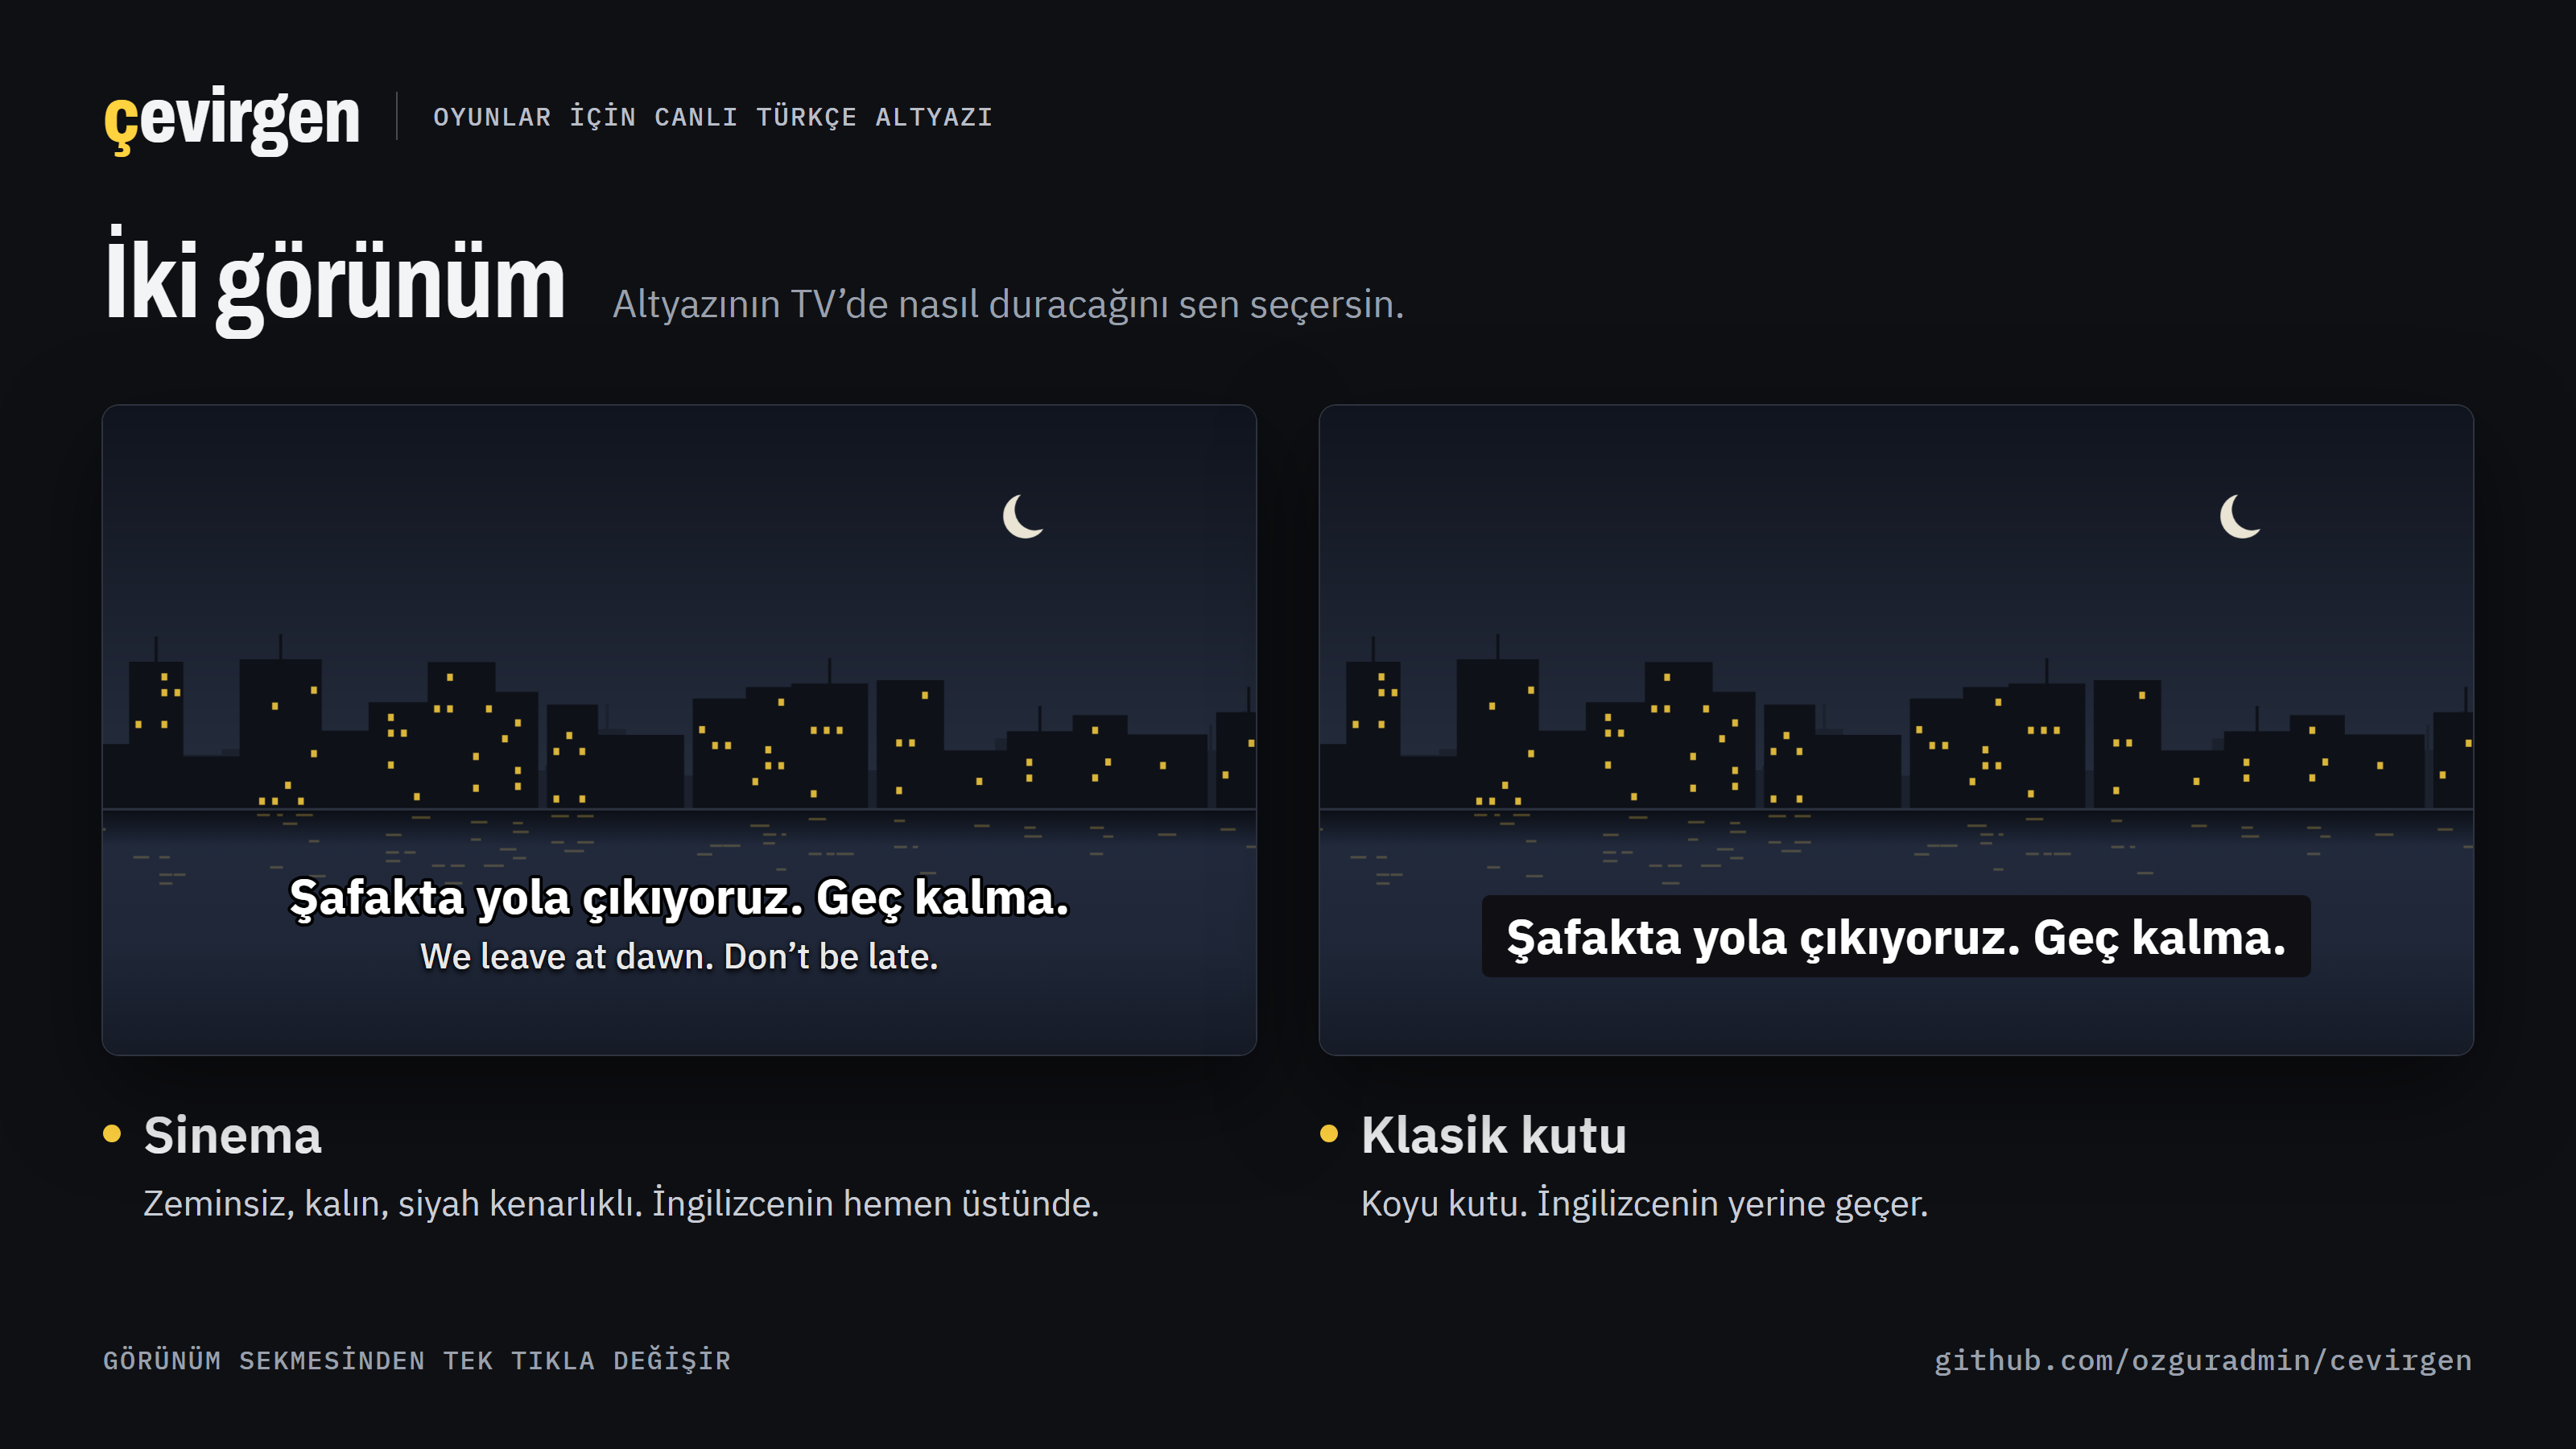 çevirgen
OYUNLAR İÇİN CANLI TÜRKÇE ALTYAZI
İki görünüm
Altyazının TV’de nasıl duracağını sen seçersin.
Şafakta yola çıkıyoruz. Geç kalma.
We leave at dawn. Don’t be late.
Şafakta yola çıkıyoruz. Geç kalma.
Sinema
Zeminsiz, kalın, siyah kenarlıklı. İngilizcenin hemen üstünde.
Klasik kutu
Koyu kutu. İngilizcenin yerine geçer.
GÖRÜNÜM SEKMESİNDEN TEK TIKLA DEĞİŞİR
github.com/ozguradmin/cevirgen